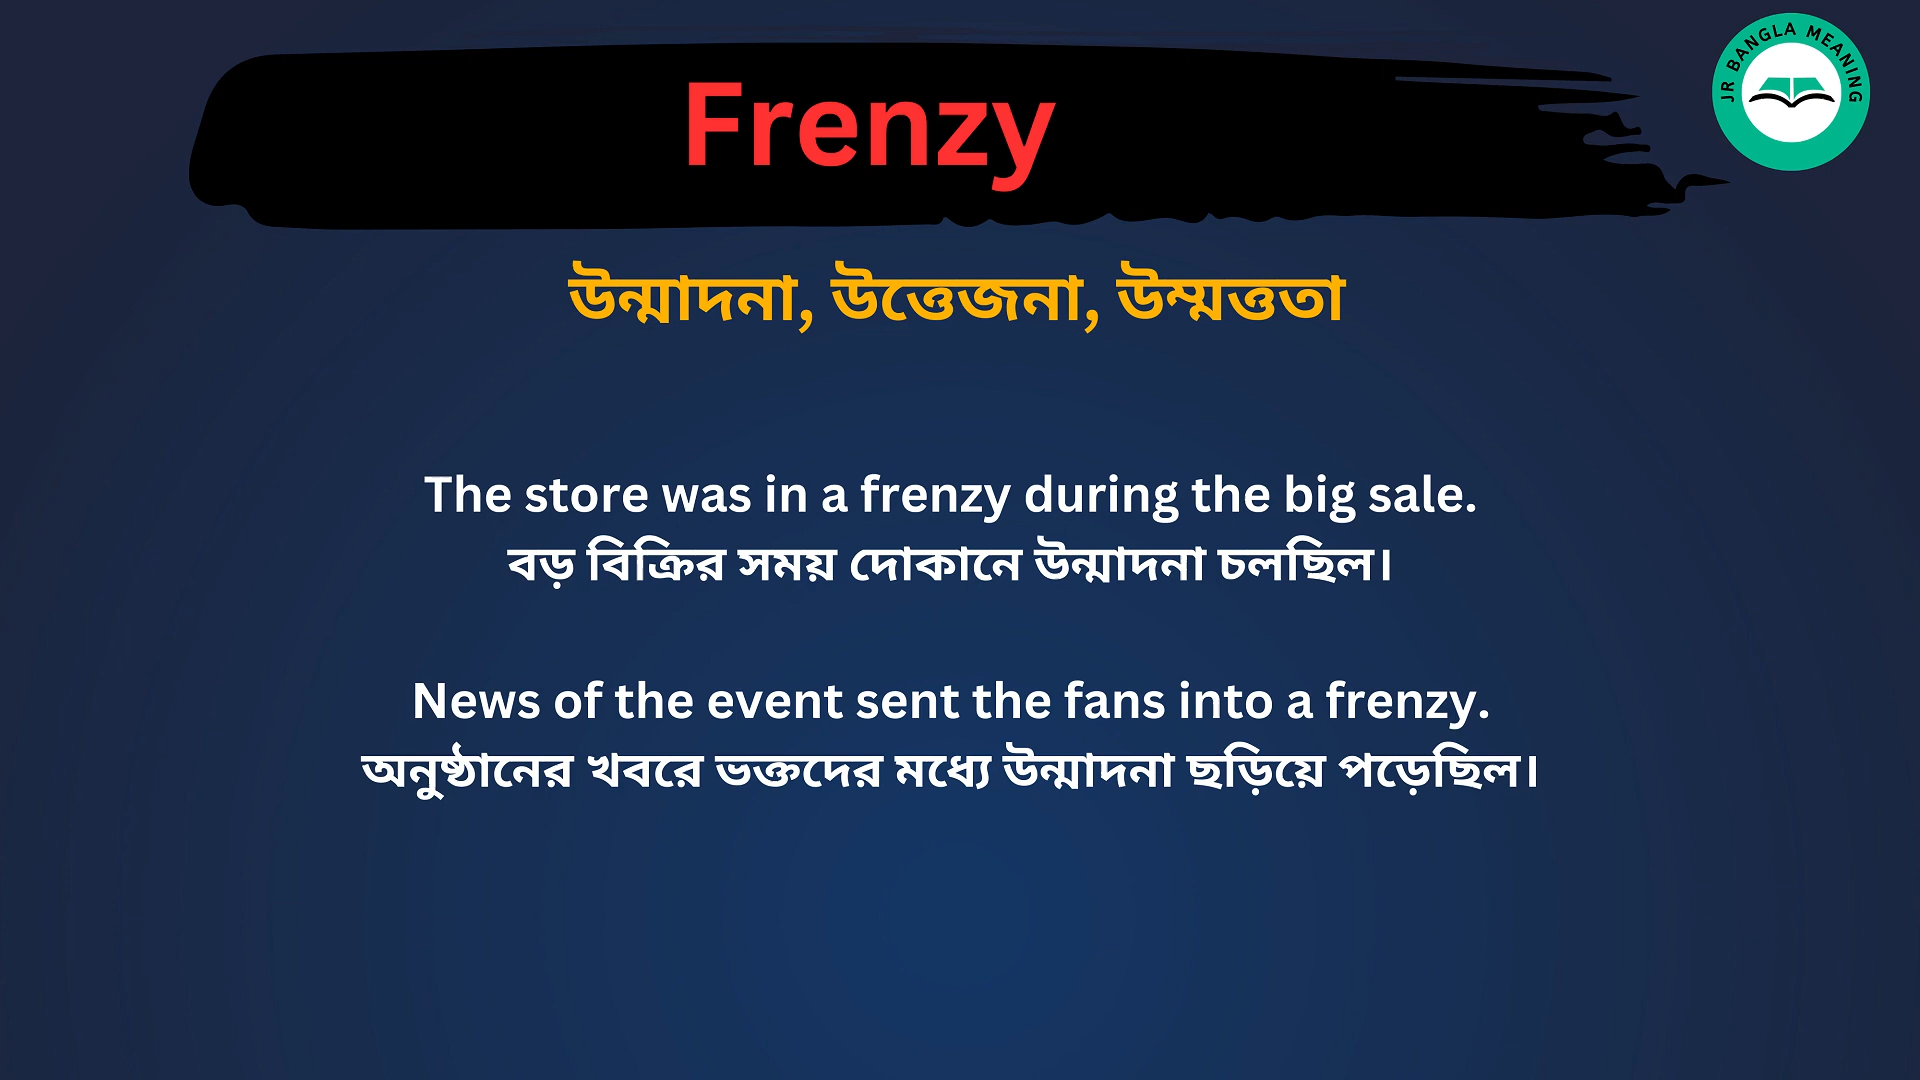 JR BANGLA MEANING
Frenzy
উন্মাদনা, উত্তেজনা, উম্মত্ততা
The store was in a frenzy during the big sale.
বড় বিক্রির সময় দোকানে উন্মাদনা চলছিল।
News of the event sent the fans into a frenzy.
অনুষ্ঠানের খবরে ভক্তদের মধ্যে উন্মাদনা ছড়িয়ে পড়েছিল।